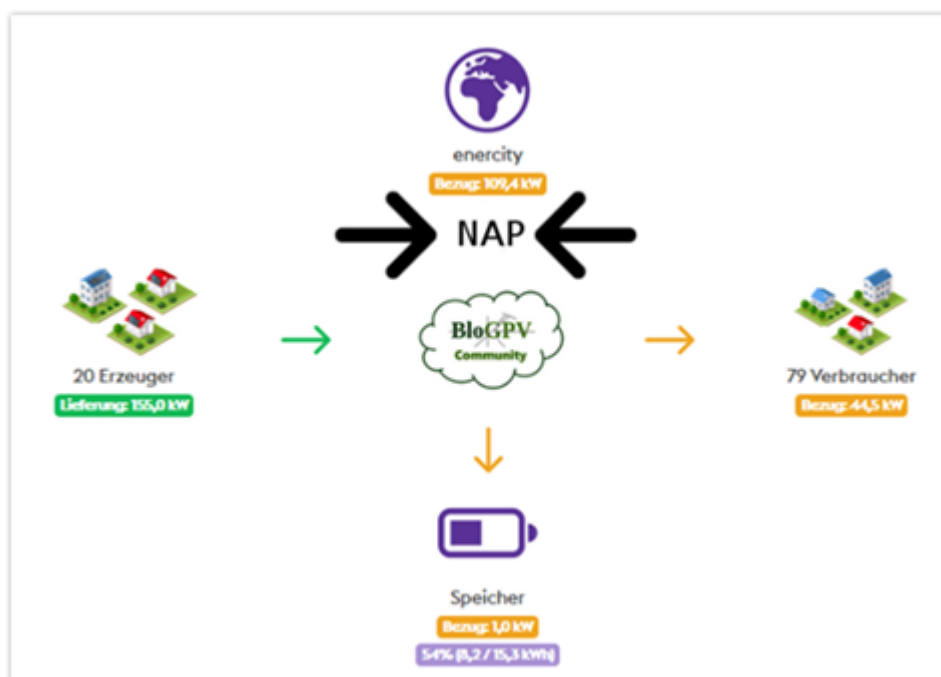 enercity
Bezug: 109,4 kW
NAP
BloGPV
Community
20 Erzeuger
Lieferung: 155,0 kW
79 Verbraucher
Bezug: 44,5 kW
Speicher
Bezug: 1,0 kW
54% (8,2 / 15,3 kWh)